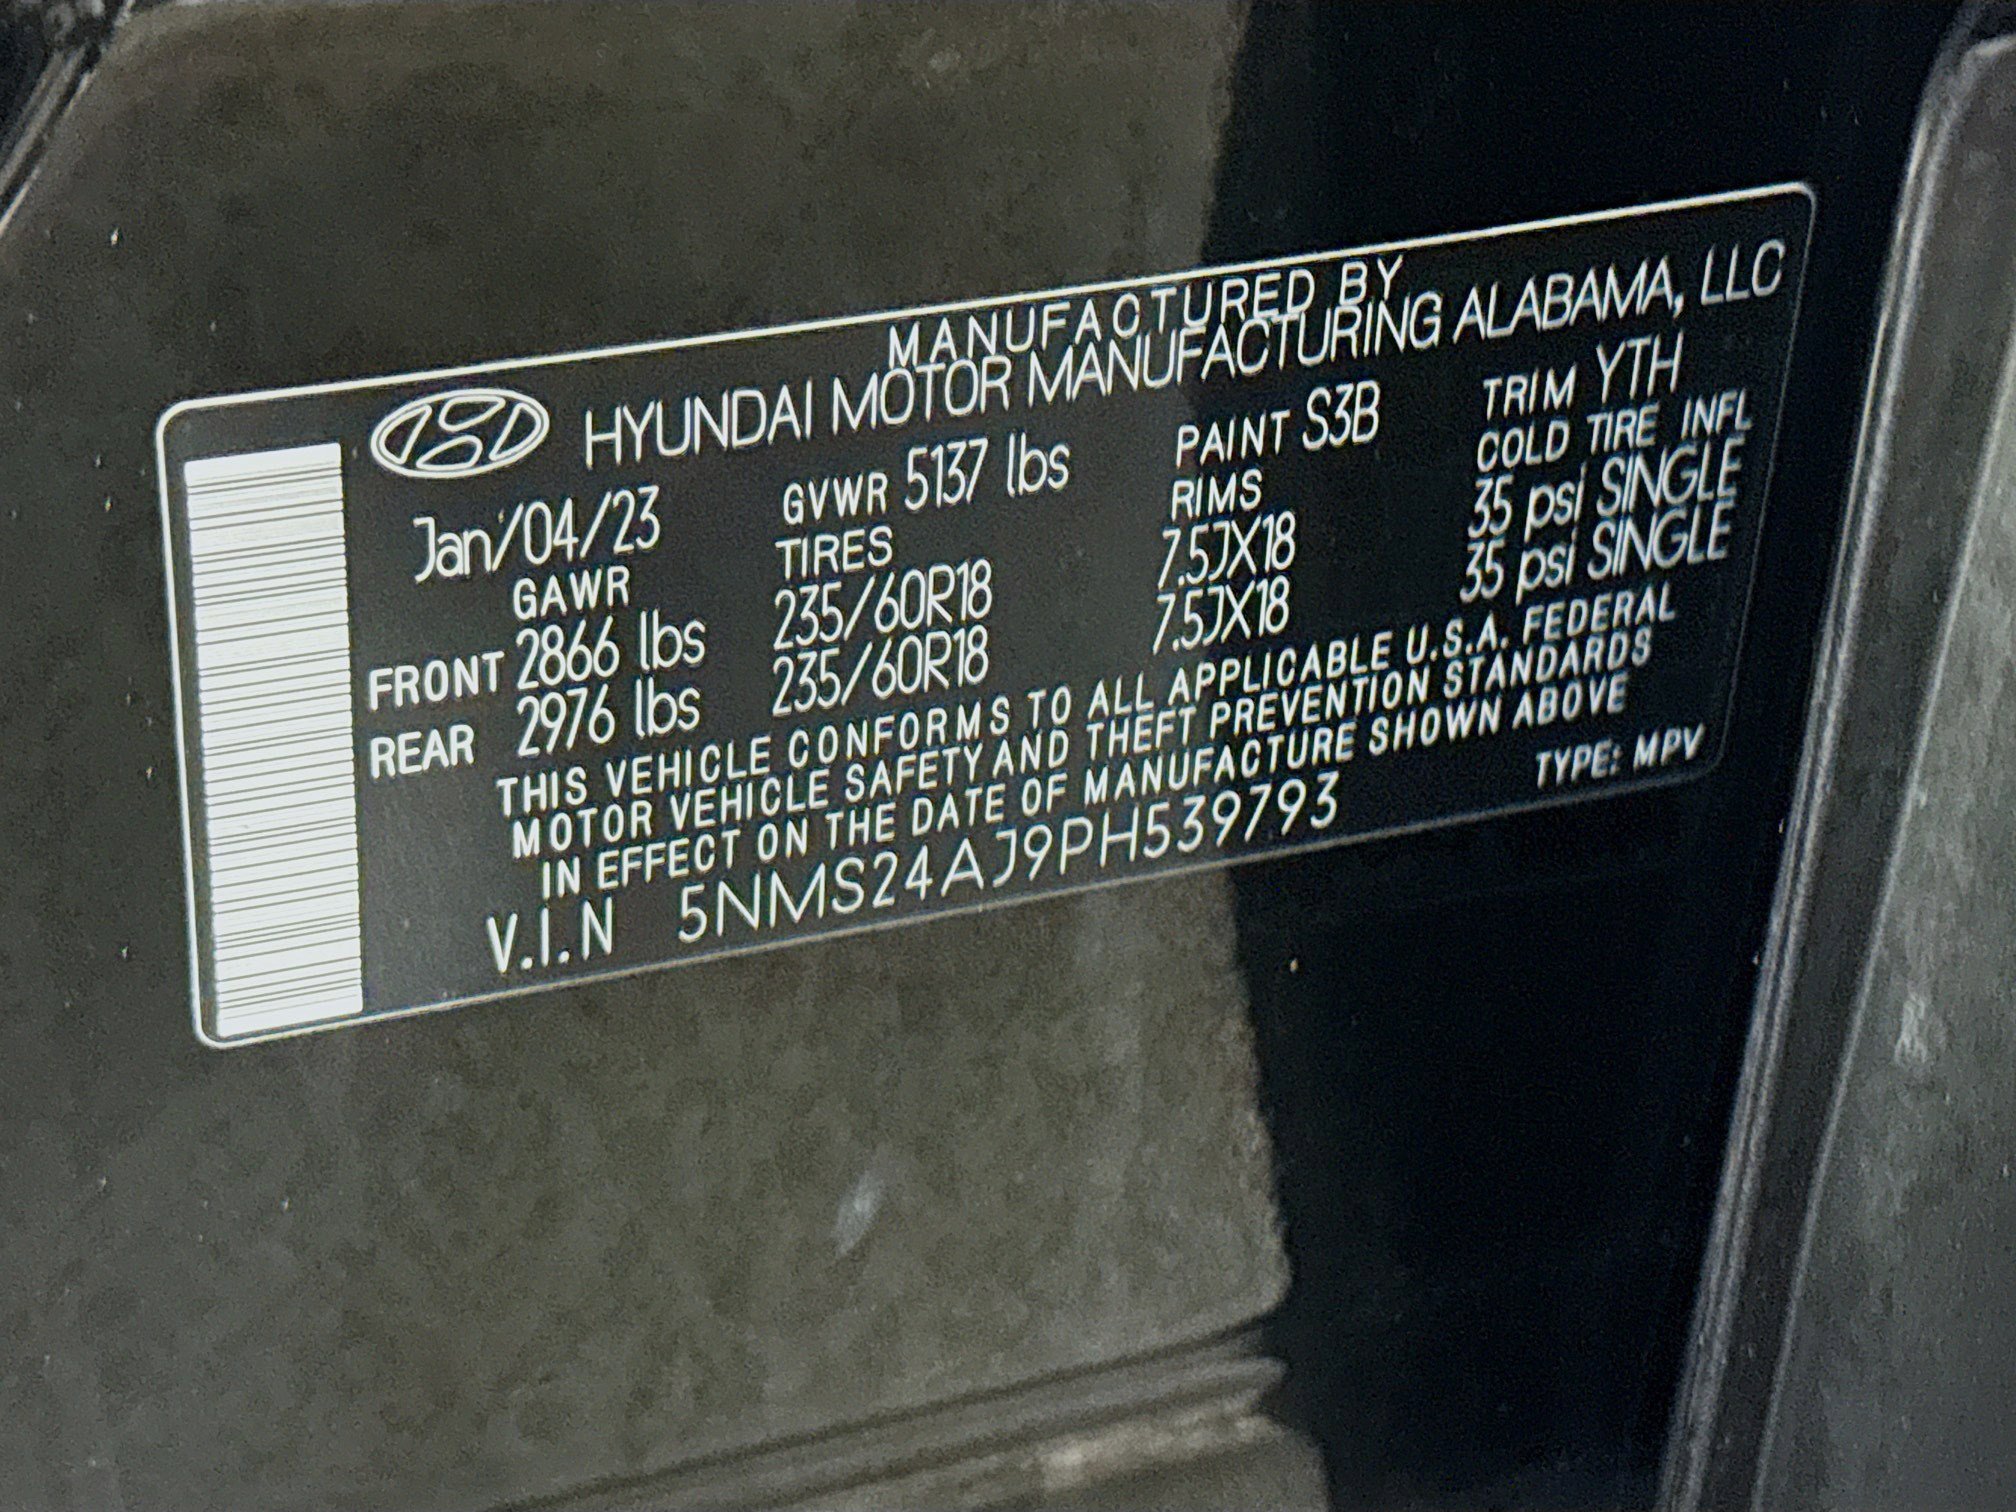 MANUFACTURED BY
HYUNDAI MOTOR MANUFACTURING ALABAMA, LLC
Jan/04/23 GVWR 5137 lbs PAINT S3B TRIM YTH
GAWR TIRES RIMS COLD TIRE INFL
FRONT 2866 lbs 235/60R18 7.5JX18 35 psi SINGLE
REAR 2976 lbs 235/60R18 7.5JX18 35 psi SINGLE
THIS VEHICLE CONFORMS TO ALL APPLICABLE U.S.A. FEDERAL
MOTOR VEHICLE SAFETY AND THEFT PREVENTION STANDARDS
IN EFFECT ON THE DATE OF MANUFACTURE SHOWN ABOVE
V.I.N 5NMS24AJ9PH539793 TYPE: MPV